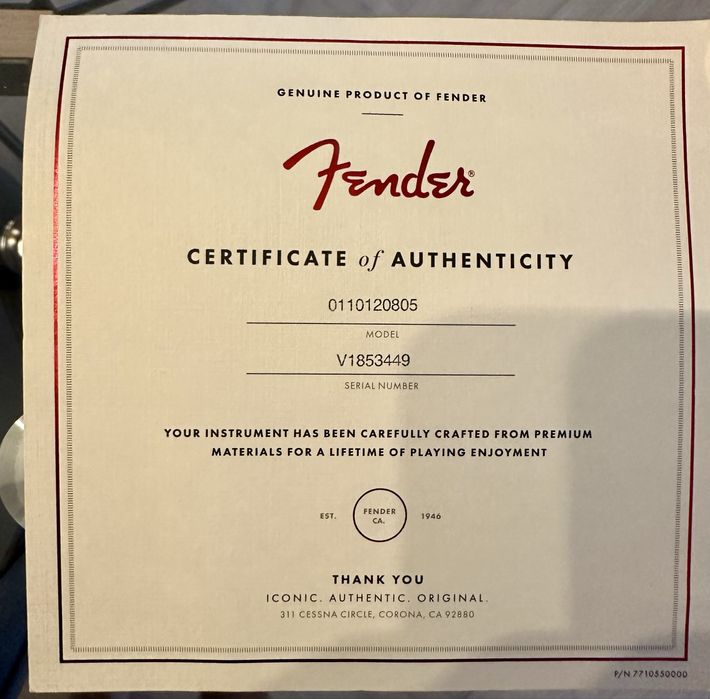 GENUINE PRODUCT OF FENDER
Fender®
CERTIFICATE of AUTHENTICITY
0110120805
MODEL
V1853449
SERIAL NUMBER
YOUR INSTRUMENT HAS BEEN CAREFULLY CRAFTED FROM PREMIUM
MATERIALS FOR A LIFETIME OF PLAYING ENJOYMENT
EST. FENDER CA. 1946
THANK YOU
ICONIC. AUTHENTIC. ORIGINAL.
311 CESSNA CIRCLE, CORONA, CA 92880
P/N 7710550000